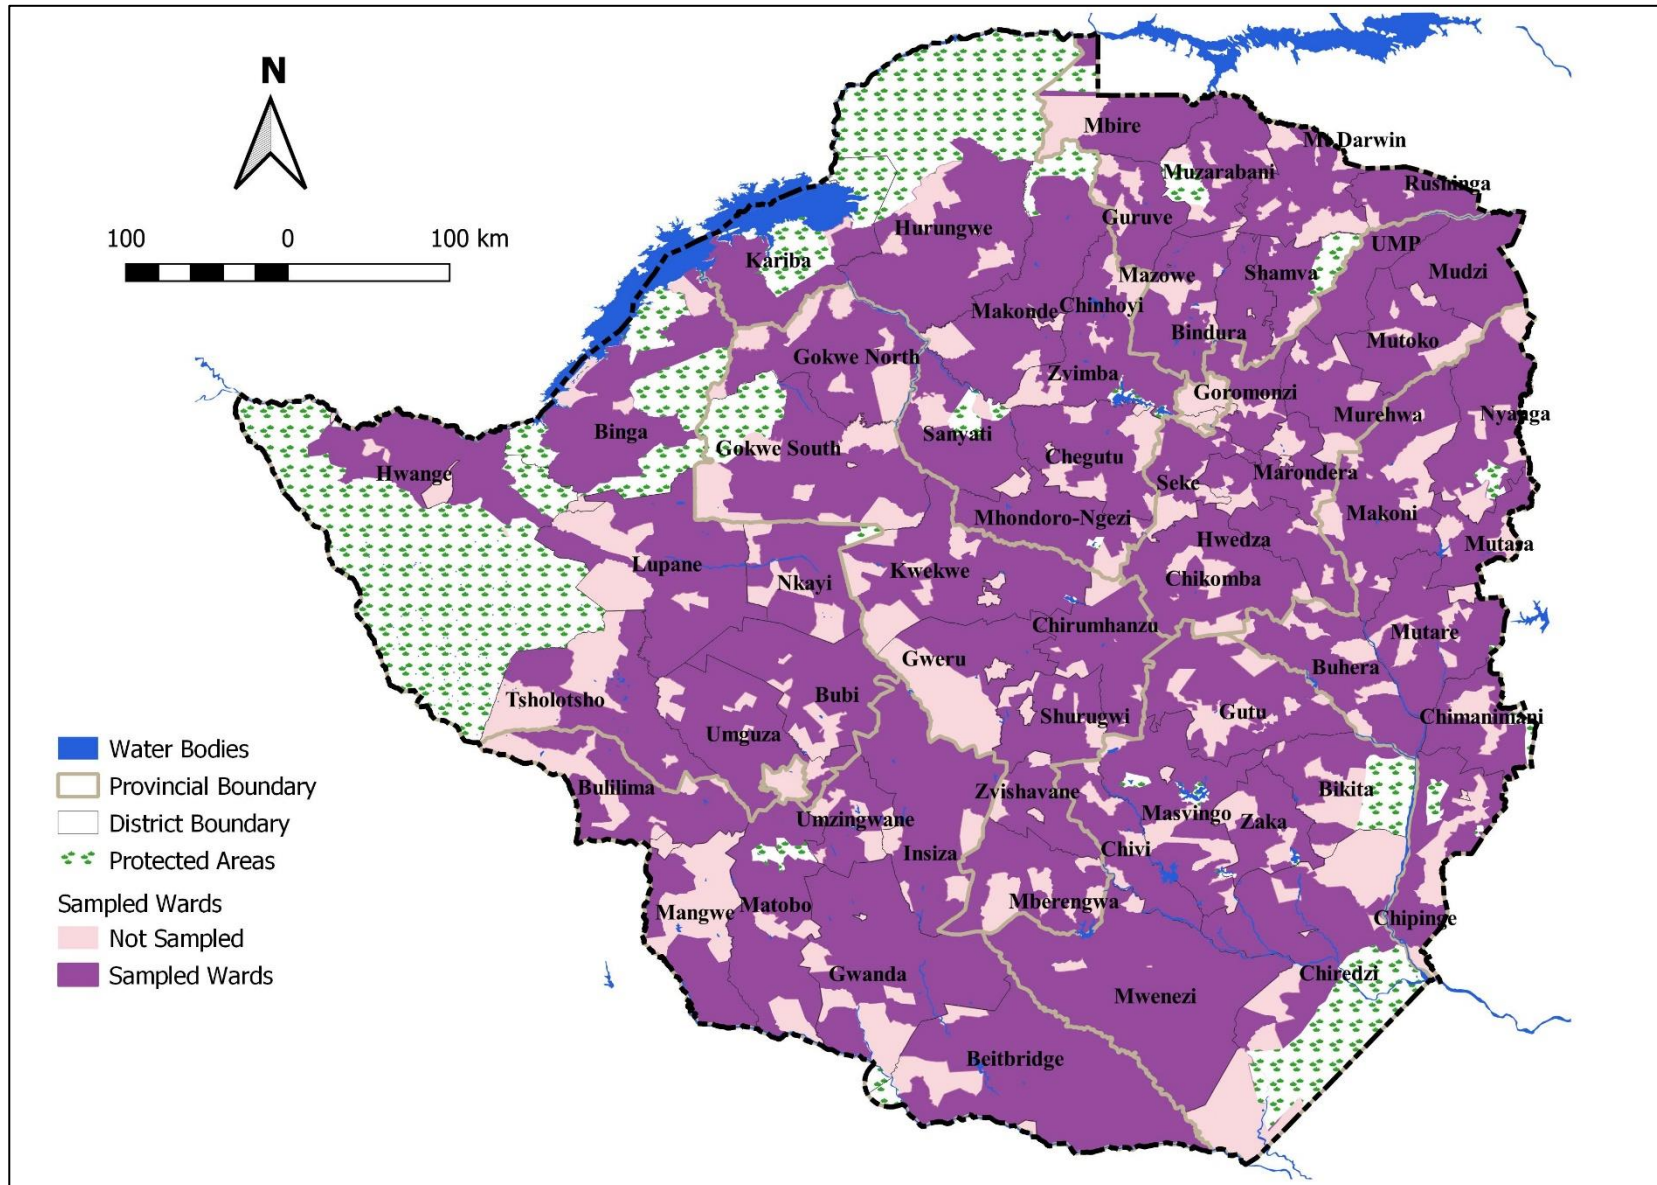 N
100 0 100 km
Mbire
Mt Darwin
Muzarabani
Rushinga
Guruve
Hurungwe
UMP
Kariba
Mazowe
Shamva
Mudzi
Makonde
Chinhoyi
Bindura
Mutoko
Gokwe North
Zvimba
Goromonzi
Murehwa
Nyanga
Binga
Sanyati
Gokwe South
Chegutu
Marondera
Hwange
Seke
Makoni
Mhondoro-Ngezi
Hwedza
Mutasa
Lupane
Kwekwe
Nkayi
Chikomba
Chirumhanzu
Mutare
Gweru
Buhera
Tsholotsho
Bubi
Shurugwi
Gutu
Chimanimani
Umguza
Bulilima
Zvishavane
Bikita
Umzingwane
Masvingo
Zaka
Insiza
Chivi
Mangwe
Matobo
Mberengwa
Chipinge
Gwanda
Chiredzi
Mwenezi
Beitbridge
Water Bodies
Provincial Boundary
District Boundary
Protected Areas
Sampled Wards
Not Sampled
Sampled Wards